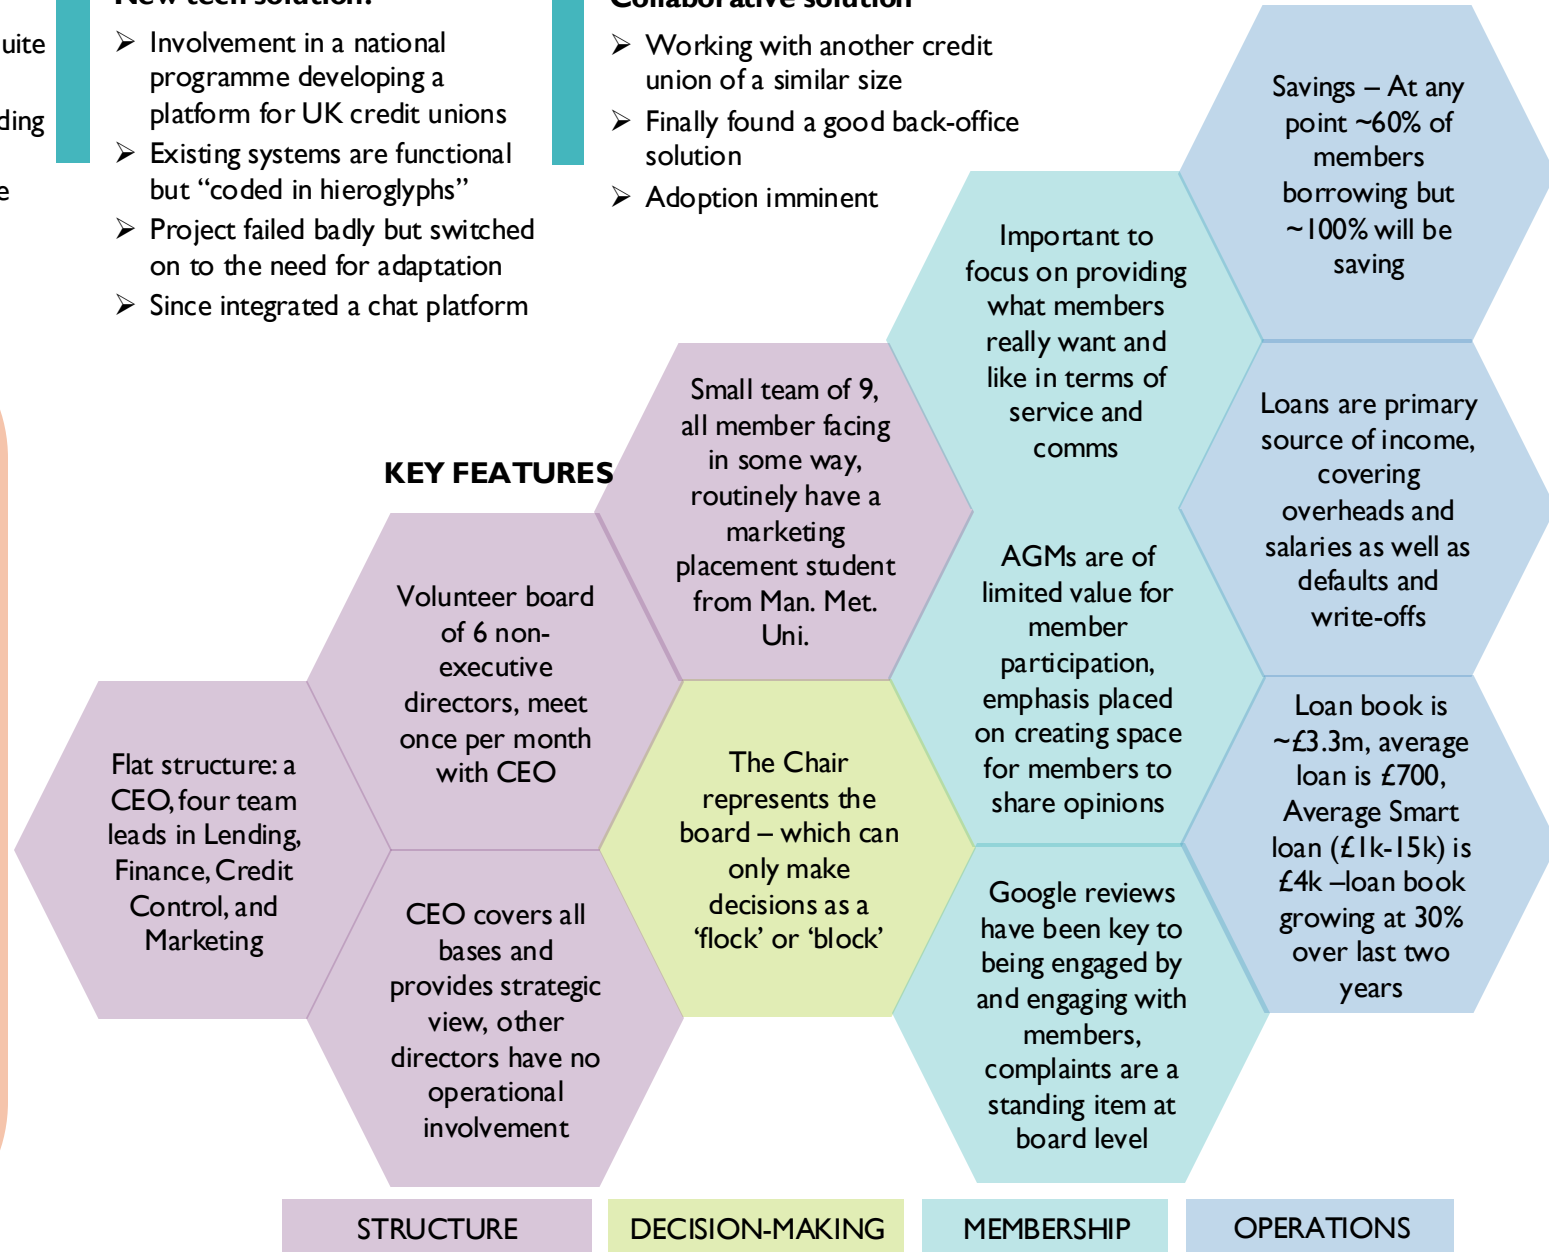 uite
ding
e
New tech solution:
➢ Involvement in a national
programme developing a
platform for UK credit unions
➢ Existing systems are functional
but “coded in hieroglyphs”
➢ Project failed badly but switched
on to the need for adaptation
➢ Since integrated a chat platform
Collaborative solution
➢ Working with another credit
union of a similar size
➢ Finally found a good back-office
solution
➢ Adoption imminent
KEY FEATURES
Flat structure: a
CEO, four team
leads in Lending,
Finance, Credit
Control, and
Marketing
Volunteer board
of 6 non-
executive
directors, meet
once per month
with CEO
CEO covers all
bases and
provides strategic
view, other
directors have no
operational
involvement
Small team of 9,
all member facing
in some way,
routinely have a
marketing
placement student
from Man. Met.
Uni.
The Chair
represents the
board – which can
only make
decisions as a
‘flock’ or ‘block’
Important to
focus on providing
what members
really want and
like in terms of
service and
comms
AGMs are of
limited value for
member
participation,
emphasis placed
on creating space
for members to
share opinions
Google reviews
have been key to
being engaged by
and engaging with
members,
complaints are a
standing item at
board level
Savings – At any
point ~60% of
members
borrowing but
~100% will be
saving
Loans are primary
source of income,
covering
overheads and
salaries as well as
defaults and
write-offs
Loan book is
~£3.3m, average
loan is £700,
Average Smart
loan (£1k-15k) is
£4k –loan book
growing at 30%
over last two
years
STRUCTURE
DECISION-MAKING
MEMBERSHIP
OPERATIONS